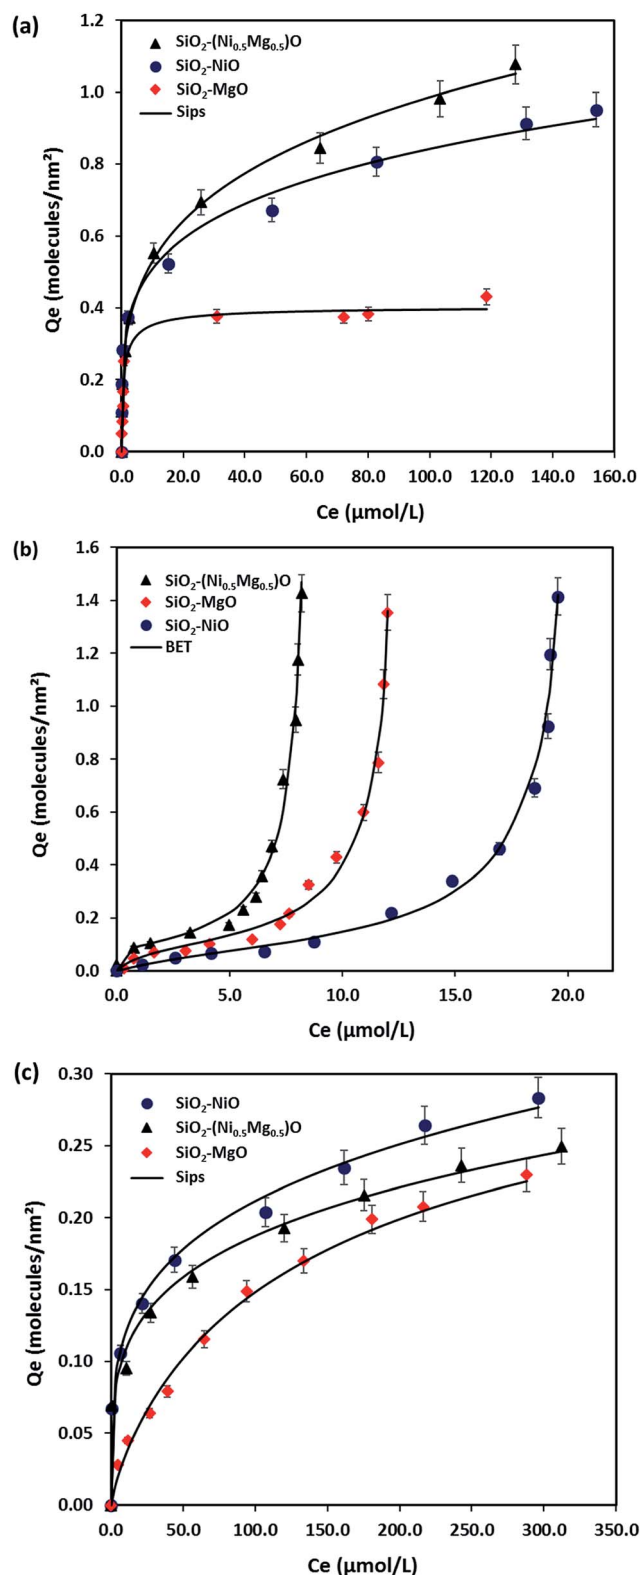 (a)
1.2
1.0
0.8
0.6
0.4
0.2
0.0
SiO₂-(Ni₀.₅Mg₀.₅)O
SiO₂-NiO
SiO₂-MgO
Sips
Qe (molecules/nm²)
0.0 20.0 40.0 60.0 80.0 100.0 120.0 140.0 160.0
Ce (µmol/L)
(b)
1.6
1.4
1.2
1.0
0.8
0.6
0.4
0.2
0.0
SiO₂-(Ni₀.₅Mg₀.₅)O
SiO₂-MgO
SiO₂-NiO
BET
Qe (molecules/nm²)
0.0 5.0 10.0 15.0 20.0
Ce (µmol/L)
(c)
0.30
0.25
0.20
0.15
0.10
0.05
0.00
SiO₂-NiO
SiO₂-(Ni₀.₅Mg₀.₅)O
SiO₂-MgO
Sips
Qe (molecules/nm²)
0.0 50.0 100.0 150.0 200.0 250.0 300.0 350.0
Ce (µmol/L)